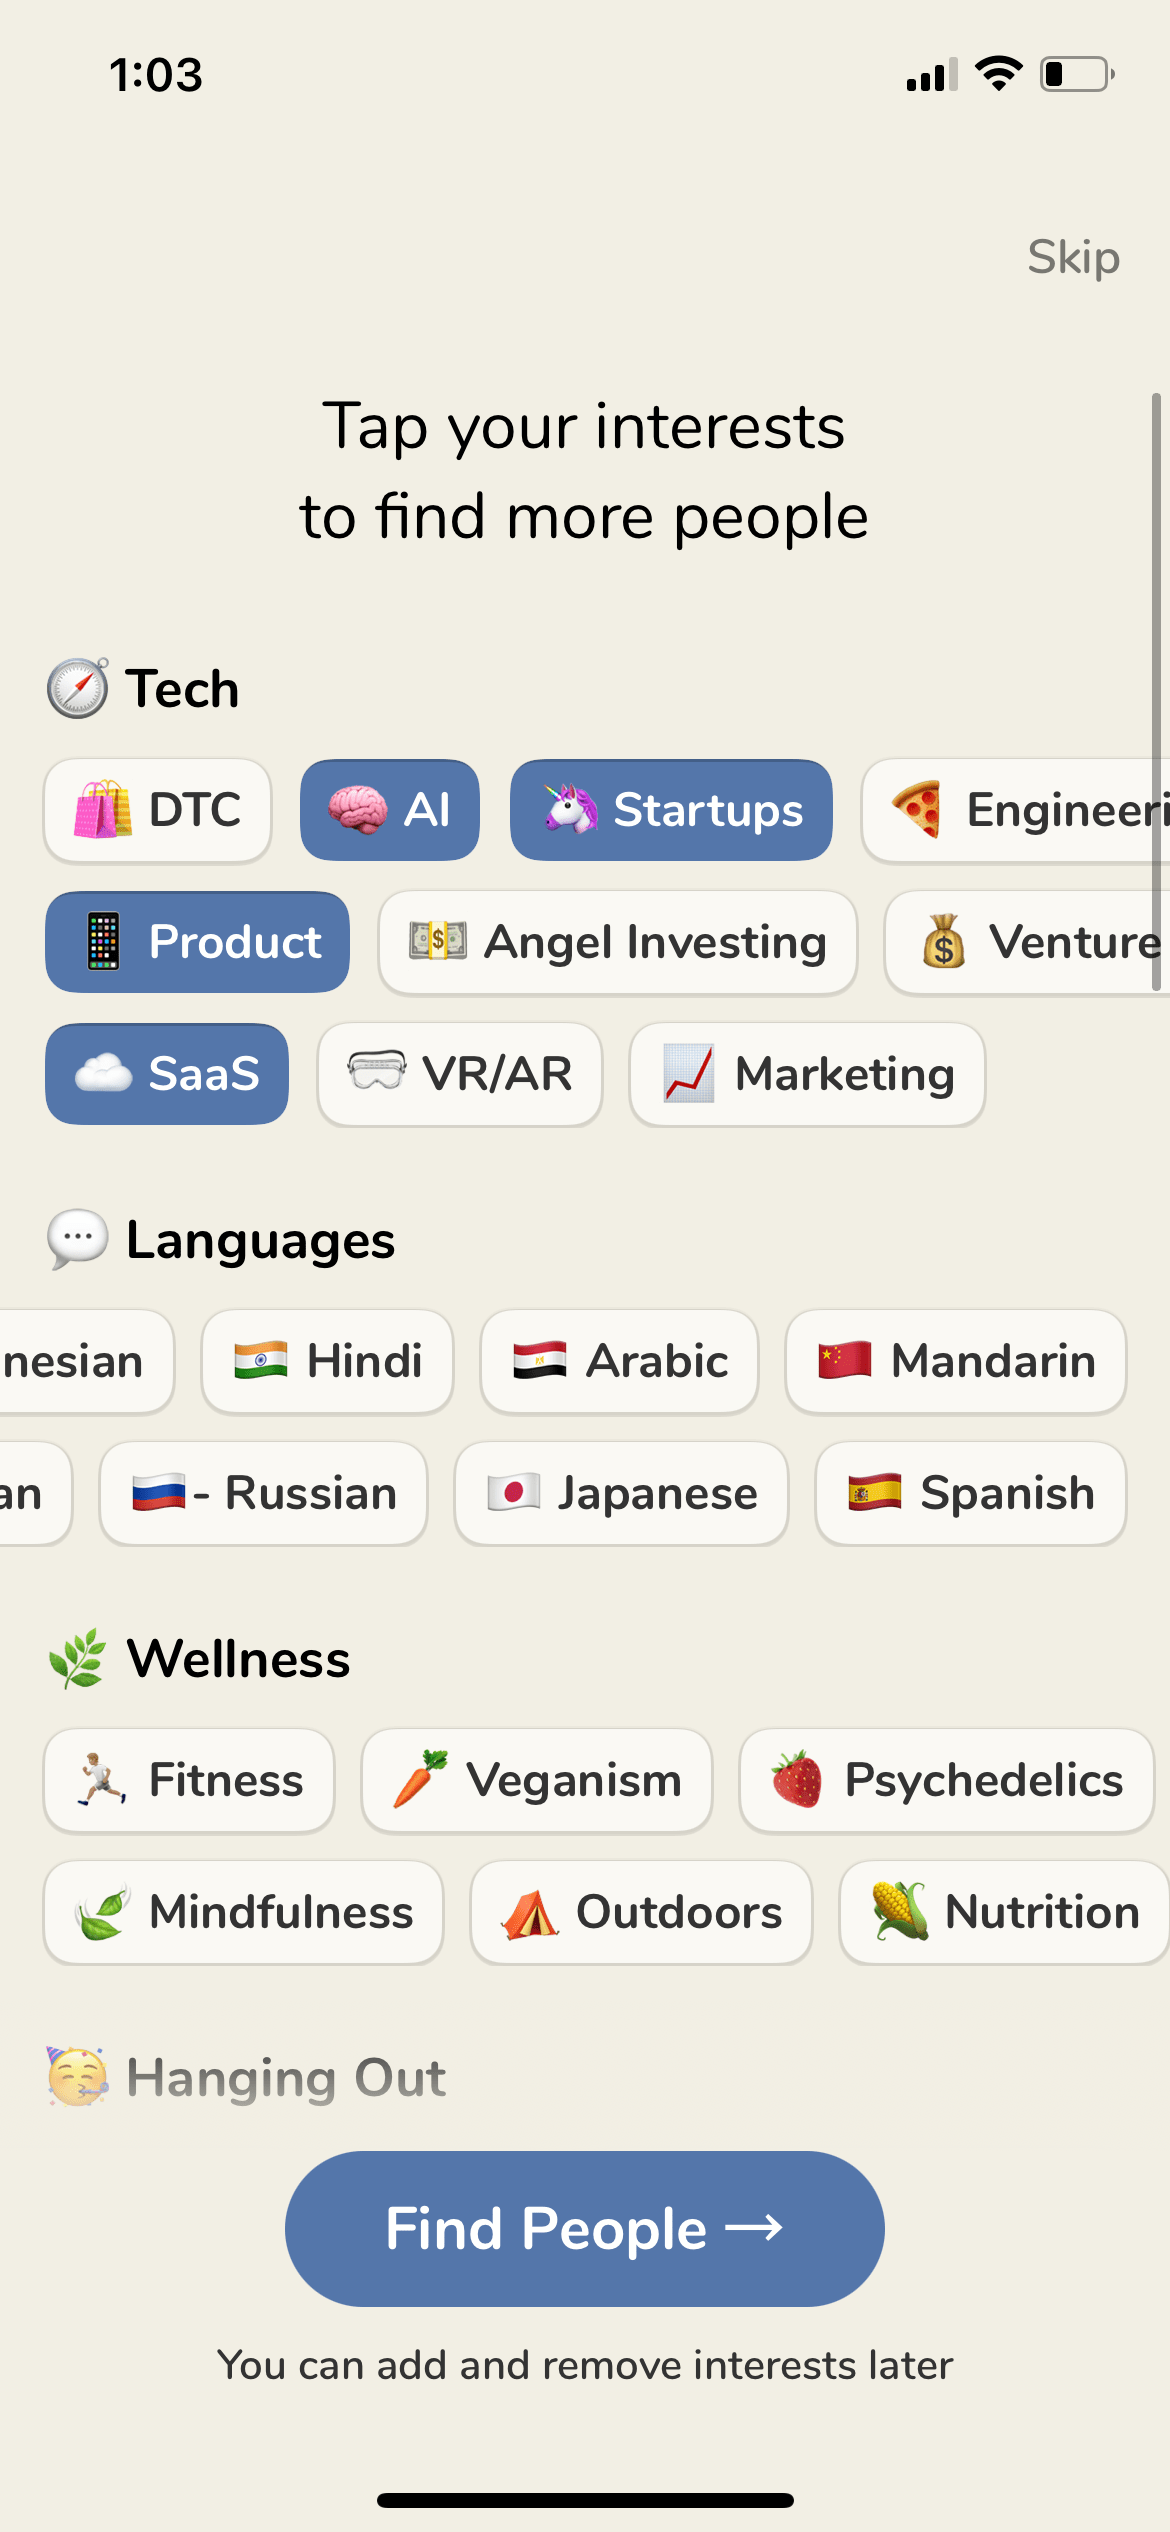 1:03
Skip
Tap your interests
to find more people
Tech
DTC AI Startups Engineeri
Product Angel Investing Venture
SaaS VR/AR Marketing
Languages
nesian Hindi Arabic Mandarin
an - Russian Japanese Spanish
Wellness
Fitness Veganism Psychedelics
Mindfulness Outdoors Nutrition
Hanging Out
Find People →
You can add and remove interests later